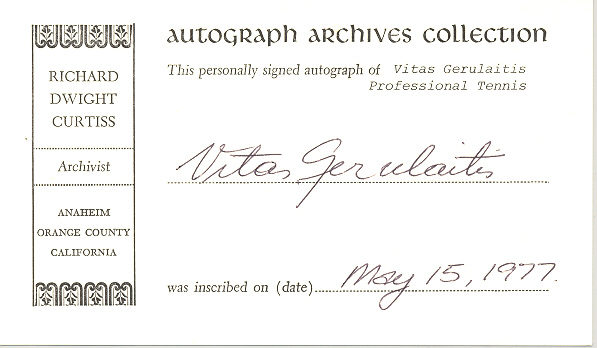 RICHARD
DWIGHT
CURTISS
Archivist
ANAHEIM
ORANGE COUNTY
CALIFORNIA
AUTOGRAPH ARCHIVES COLLECTION
This personally signed autograph of Vitas Gerulaitis
Professional Tennis
Vitas Gerulaitis
was inscribed on (date) May 15, 1977.